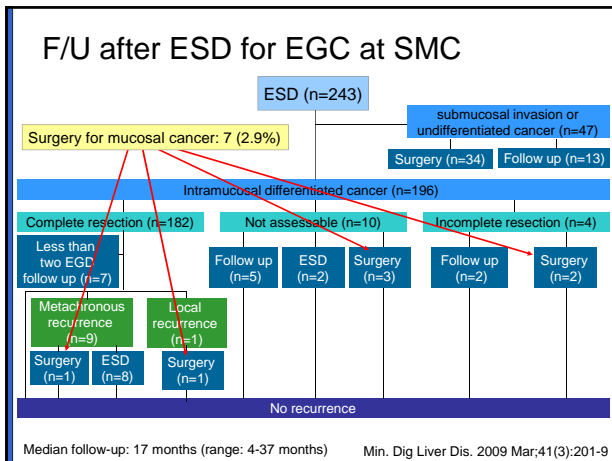 F/U after ESD for EGC at SMC
ESD (n=243)
submucosal invasion or
undifferentiated cancer (n=47)
Surgery for mucosal cancer: 7 (2.9%)
Surgery (n=34)
Follow up (n=13)
Intramucosal differentiated cancer (n=196)
Complete resection (n=182)
Not assessable (n=10)
Incomplete resection (n=4)
Less than
two EGD
follow up (n=7)
Follow up
(n=5)
ESD
(n=2)
Surgery
(n=3)
Follow up
(n=2)
Surgery
(n=2)
Metachronous
recurrence
(n=9)
Local
recurrence
(n=1)
Surgery
(n=1)
ESD
(n=8)
Surgery
(n=1)
No recurrence
Median follow-up: 17 months (range: 4-37 months)
Min. Dig Liver Dis. 2009 Mar;41(3):201-9